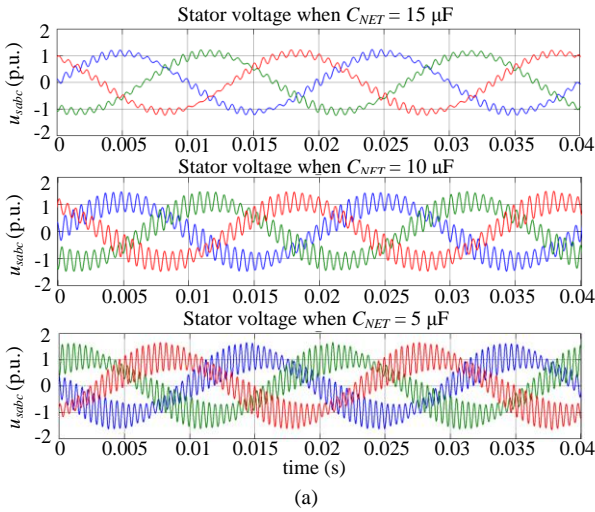 Stator voltage when C_NET = 15 μF
2
1
0
-1
-2
u_sabc (p.u.)
0 0.005 0.01 0.015 0.02 0.025 0.03 0.035 0.04
Stator voltage when C_NET = 10 μF
2
1
0
-1
-2
u_sabc (p.u.)
0 0.005 0.01 0.015 0.02 0.025 0.03 0.035 0.04
Stator voltage when C_NET = 5 μF
2
1
0
-1
-2
u_sabc (p.u.)
0 0.005 0.01 0.015 0.02 0.025 0.03 0.035 0.04
time (s)
(a)